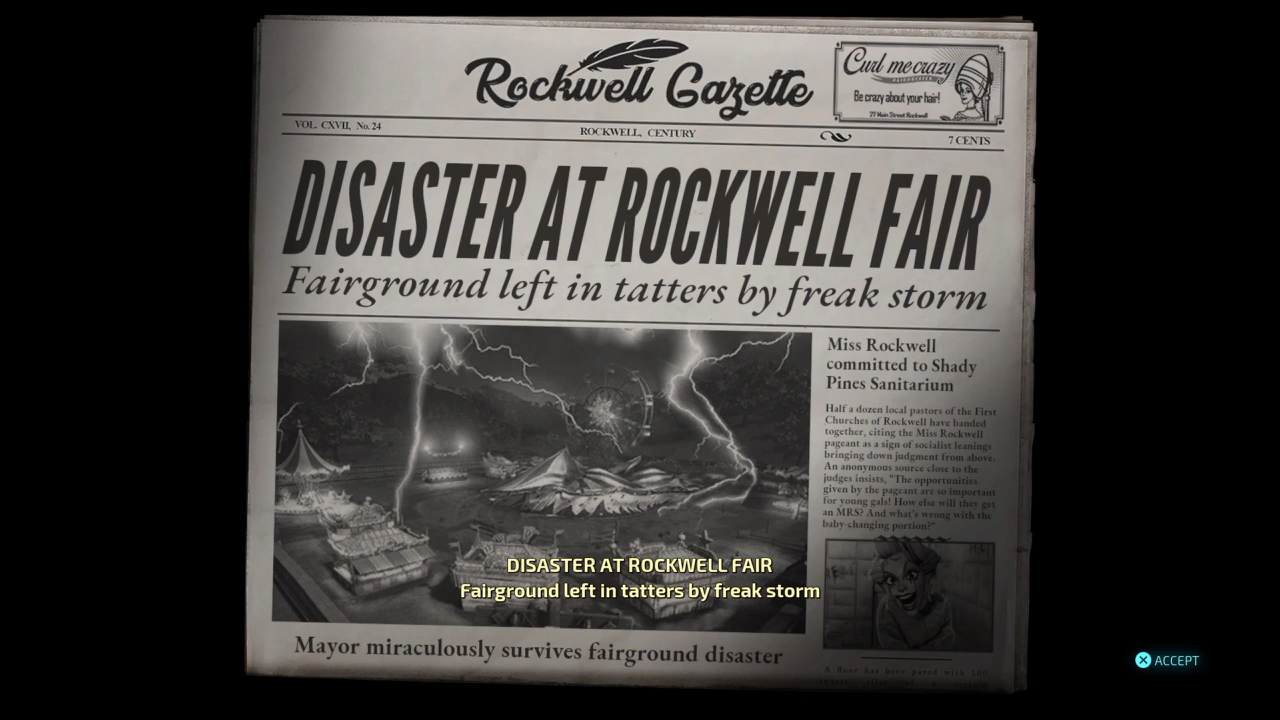 Rockwell Gazette
Curl me crazy
Be crazy about your hair!
27 Main Street Rockwell
VOL. CXVII, No. 24
ROCKWELL, CENTURY
7 CENTS
DISASTER AT ROCKWELL FAIR
Fairground left in tatters by freak storm
Miss Rockwell
committed to Shady
Pines Sanitarium
Half a dozen local pastors of the First
Churches of Rockwell have banded
together, citing the Miss Rockwell
pageant as a sign of socialist leanings
bringing down judgment from above.
An anonymous source close to the
judges insists, "The opportunities
given by the pageant are so important
for young gals! How else will they get
an MRS? And what's wrong with the
baby-changing portion?"
DISASTER AT ROCKWELL FAIR
Fairground left in tatters by freak storm
Mayor miraculously survives fairground disaster
A floor has been paved with 500
ACCEPT